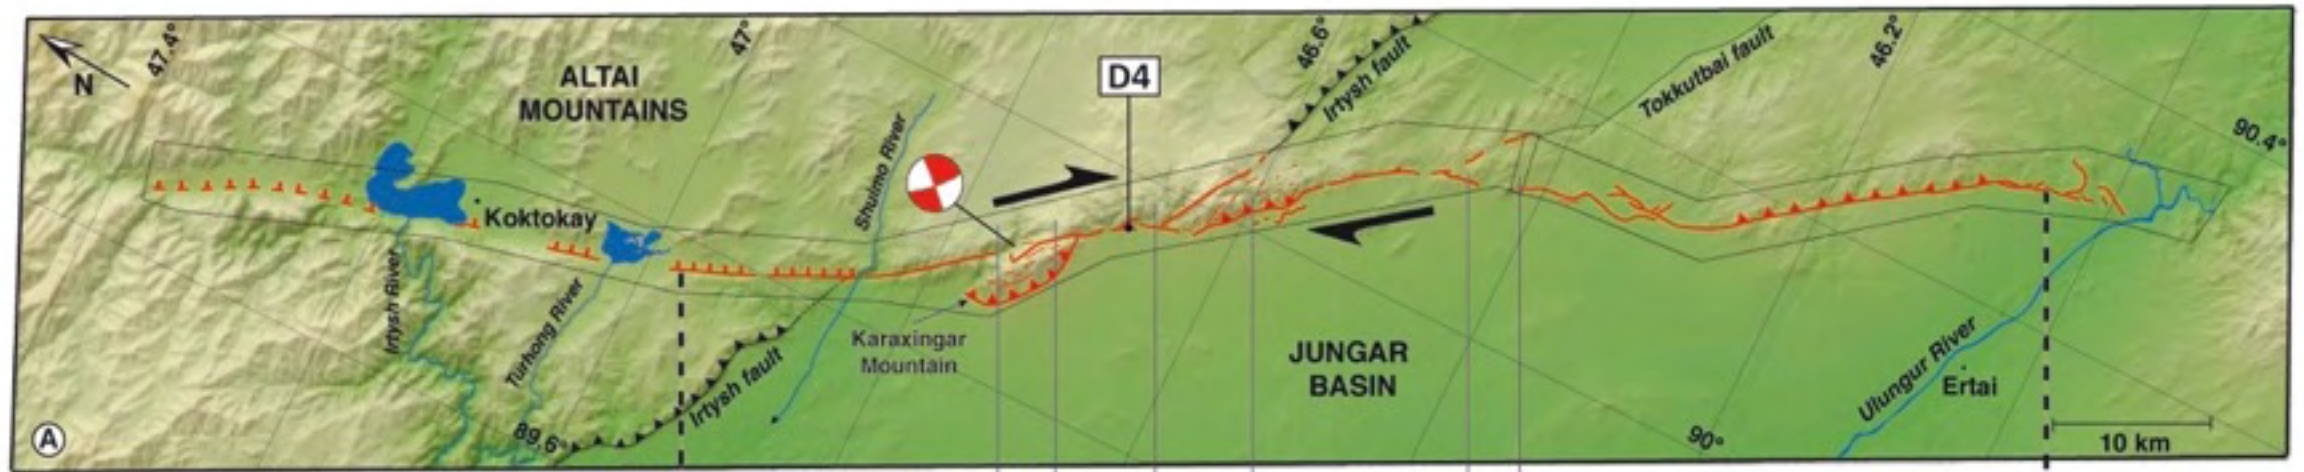 N
47.4°
ALTAI
MOUNTAINS
47°
Shuimo River
D4
46.6°
Irtysh fault
Tokkutbai fault
46.2°
90.4°
Koktokay
Irtysh River
Turhong River
89.6°
Irtysh fault
Karaxingar
Mountain
JUNGAR
BASIN
90°
Ulungur River
Ertai
10 km
A